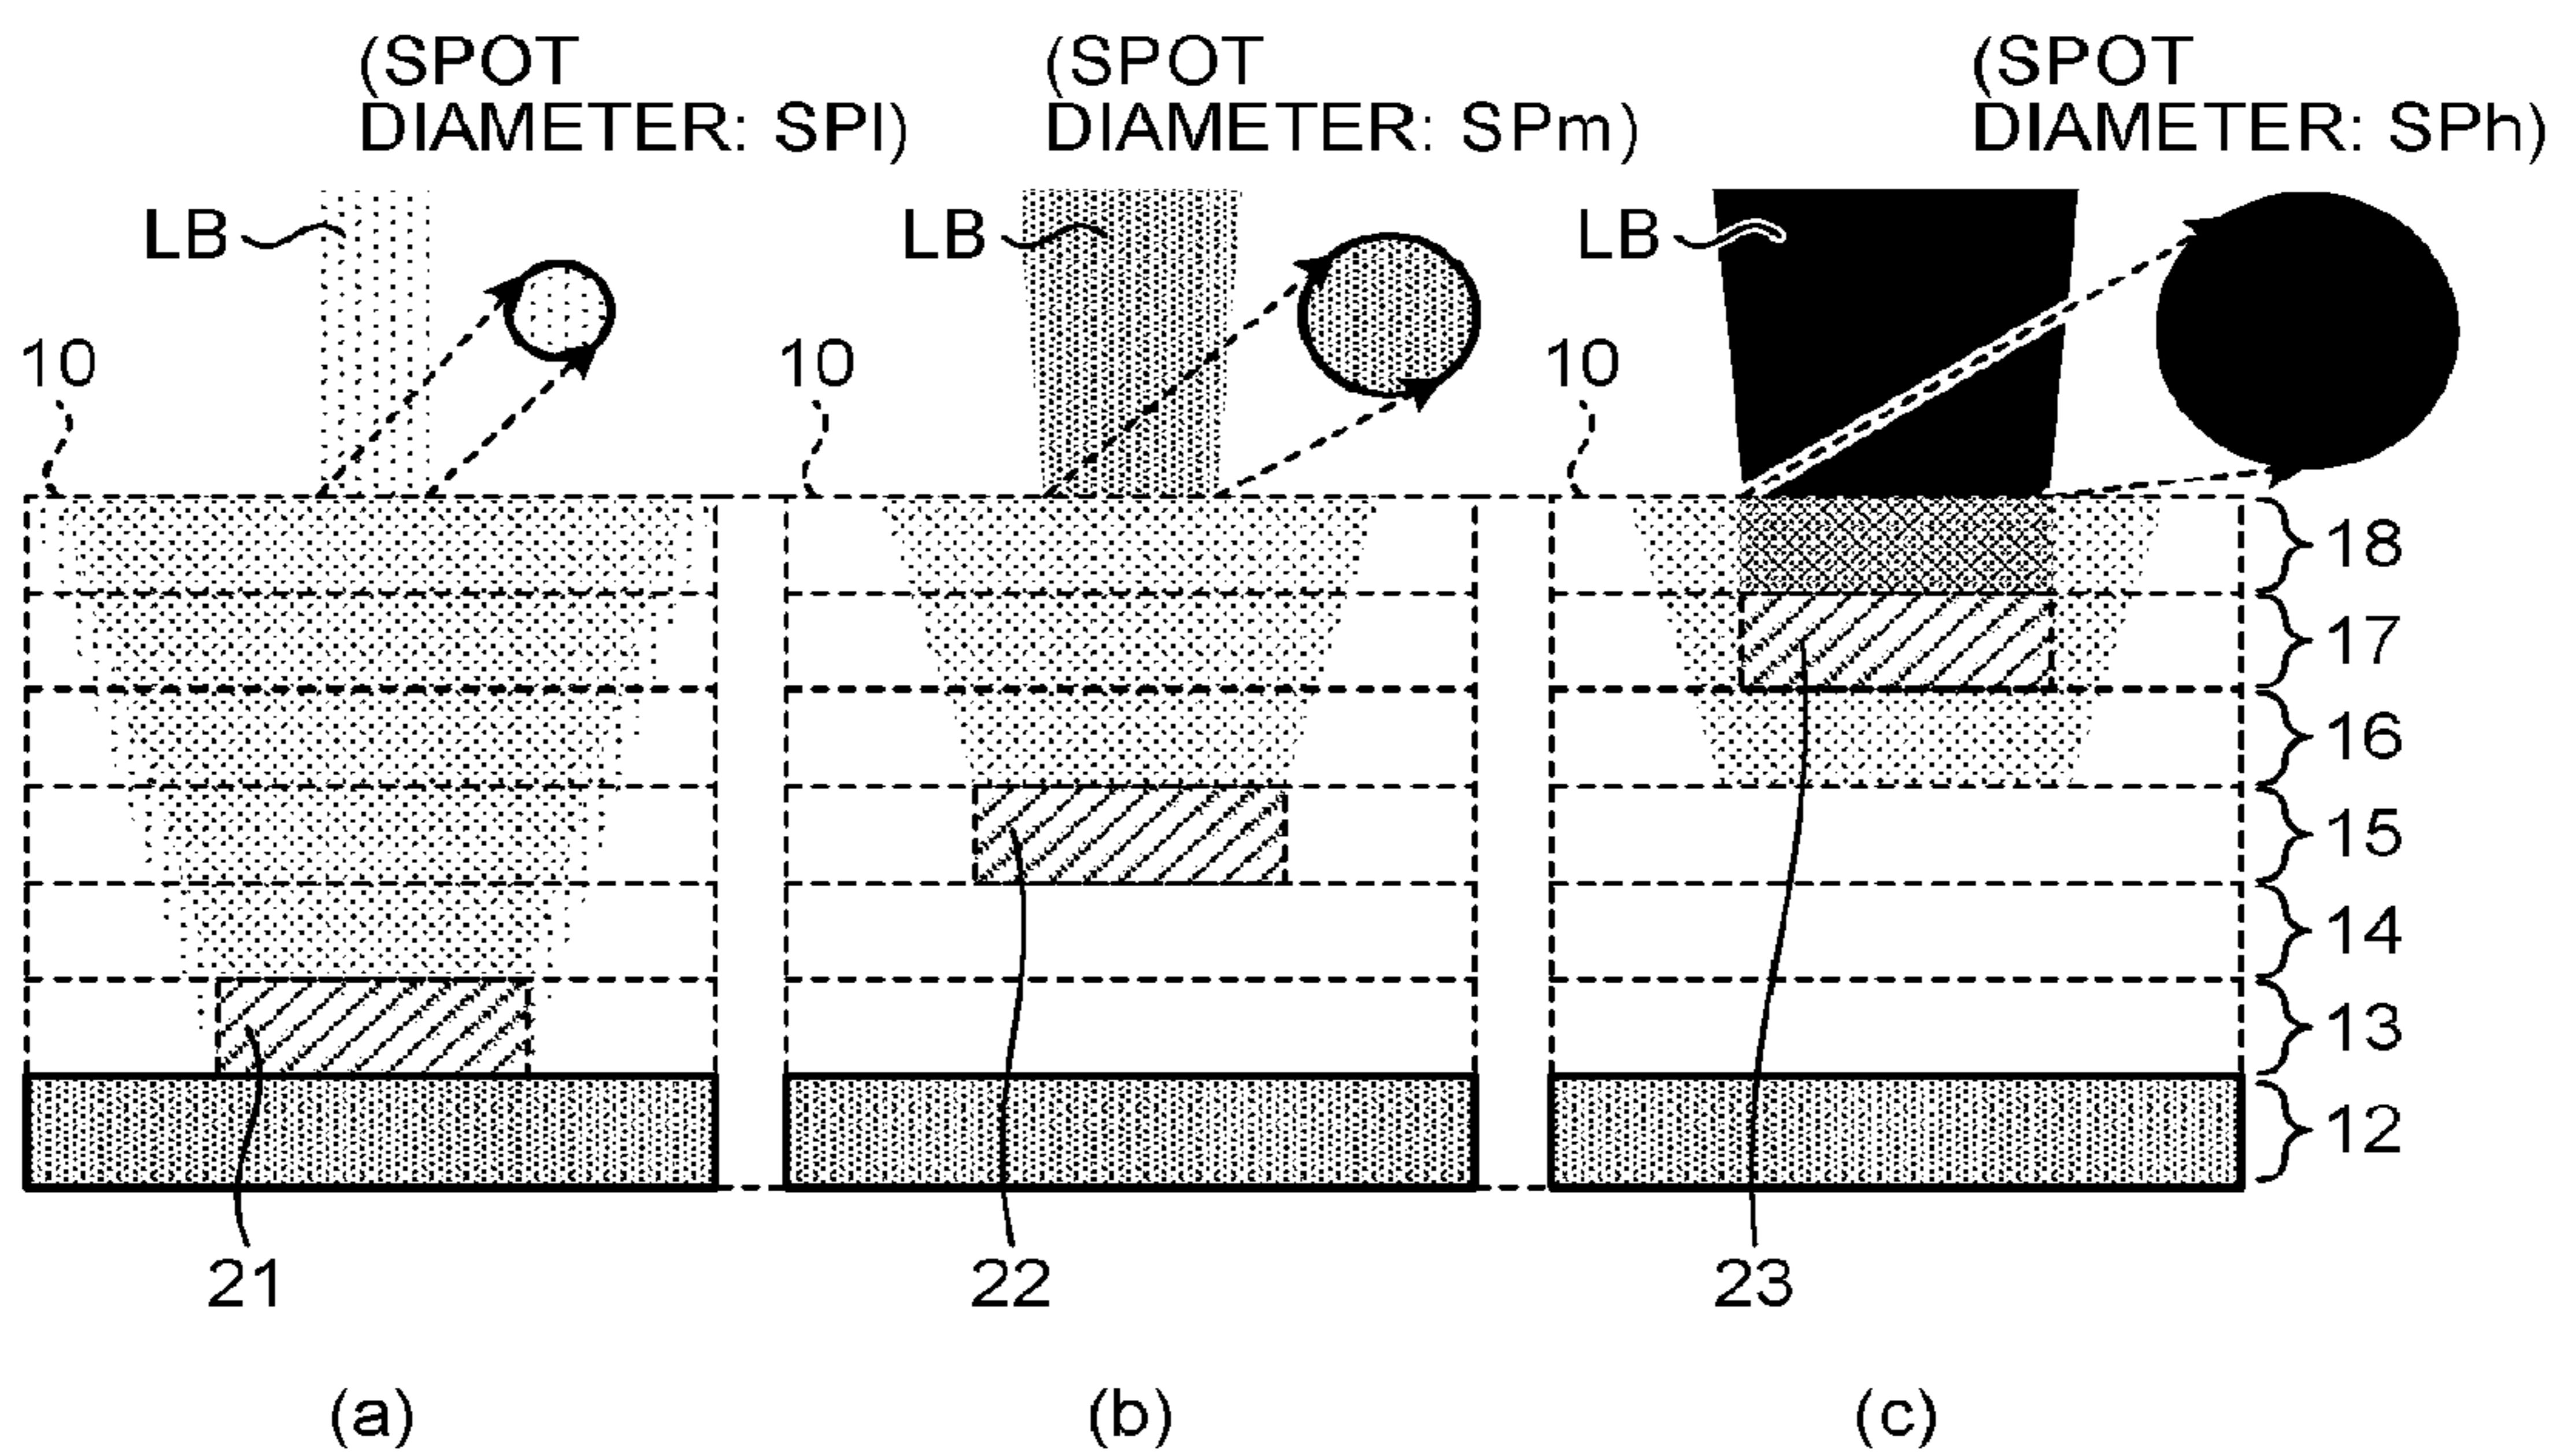 (SPOT
DIAMETER: SPl)
(SPOT
DIAMETER: SPm)
(SPOT
DIAMETER: SPh)
LB
LB
LB
10
10
10
18
17
16
15
14
13
12
21
22
23
(a)
(b)
(c)